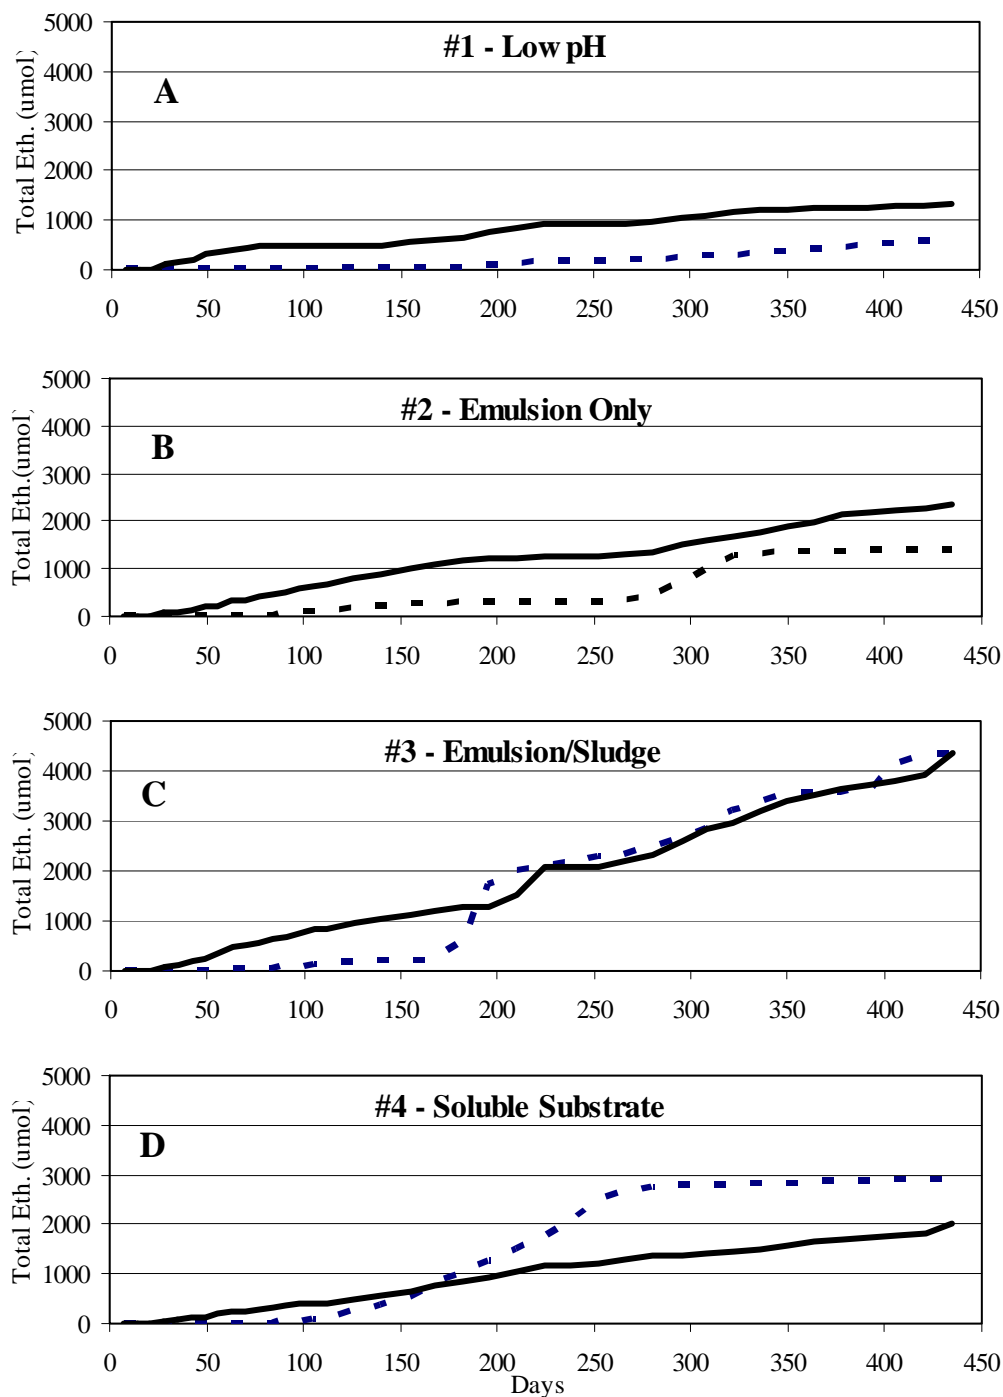 #1 - Low pH
A
Total Eth. (umol)
5000
4000
3000
2000
1000
0
0 50 100 150 200 250 300 350 400 450
#2 - Emulsion Only
B
Total Eth.(umol)
5000
4000
3000
2000
1000
0
0 50 100 150 200 250 300 350 400 450
#3 - Emulsion/Sludge
C
Total Eth. (umol)
5000
4000
3000
2000
1000
0
0 50 100 150 200 250 300 350 400 450
#4 - Soluble Substrate
D
Total Eth. (umol)
5000
4000
3000
2000
1000
0
0 50 100 150 200 250 300 350 400 450
Days